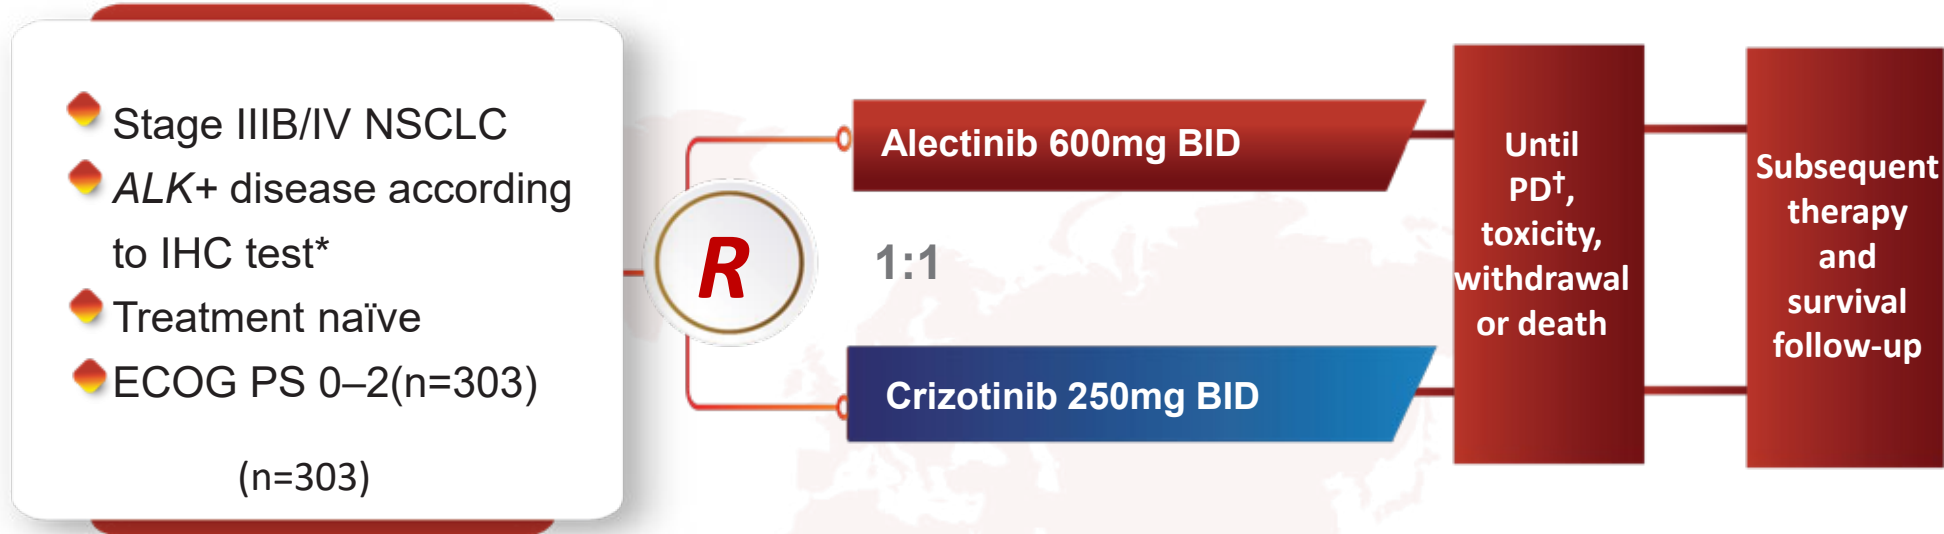 Stage IIIB/IV NSCLC
ALK+ disease according
to IHC test*
Treatment naïve
ECOG PS 0–2(n=303)
(n=303)
R
Alectinib 600mg BID
1:1
Crizotinib 250mg BID
Until
PD†,
toxicity,
withdrawal
or death
Subsequent
therapy
and
survival
follow-up